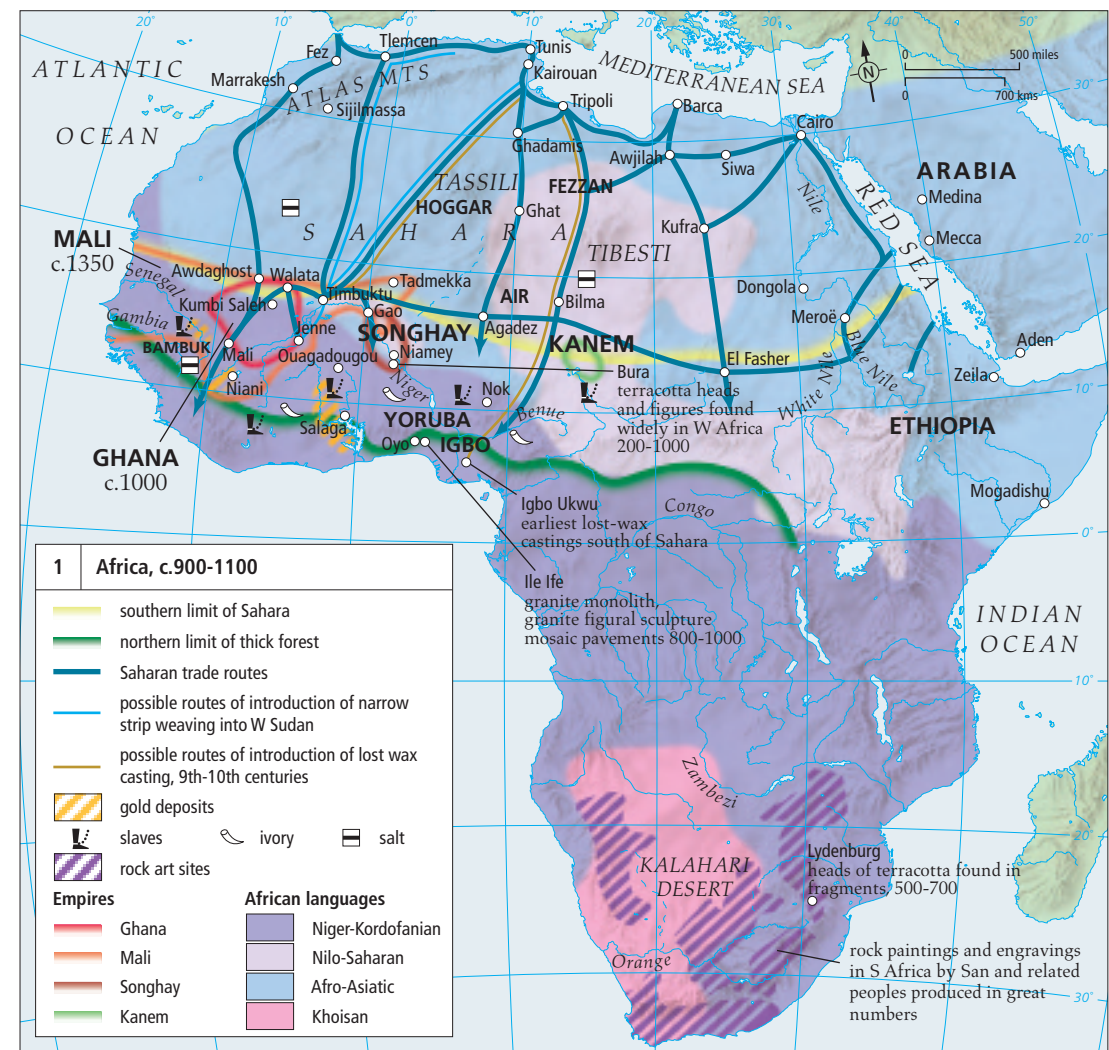 20°
10°
0°
10°
20°
30°
40°
50°
ATLANTIC
OCEAN
Fez
Tlemcen
Tunis
Kairouan
MEDITERRANEAN SEA
N
0
500 miles
0
700 kms
30°
Marrakesh
ATLAS MTS
Sijilmassa
Tripoli
Barca
Cairo
Ghadamis
Awjilah
Siwa
ARABIA
Medina
TASSILI
HOGGAR
FEZZAN
Nile
RED SEA
Ghat
SAHARA
TIBESTI
Kufra
Mecca
20°
MALI
c.1350
Senegal
Awdaghost
Walata
Tadmekka
Kumbi Saleh
Timbuktu
Gao
AIR
Bilma
Dongola
Gambia
Jenne
SONGHAY
Agadez
KANEM
Meroë
Aden
BAMBUK
Mali
Ouagadougou
Niamey
El Fasher
Blue Nile
Zeila
10°
Niani
Niger
Nok
Bura
terracotta heads
and figures found
widely in W Africa
200-1000
White Nile
Salaga
YORUBA
Benue
Oyo
IGBO
ETHIOPIA
GHANA
c.1000
Igbo Ukwu
earliest lost-wax
castings south of Sahara
Congo
Mogadishu
0°
Ile Ife
granite monolith,
granite figural sculpture
mosaic pavements 800-1000
INDIAN
OCEAN
10°
Zambezi
20°
KALAHARI
DESERT
Lydenburg
heads of terracotta found in
fragments, 500-700
Orange
rock paintings and engravings
in S Africa by San and related
peoples produced in great
numbers
30°
1 Africa, c.900-1100
southern limit of Sahara
northern limit of thick forest
Saharan trade routes
possible routes of introduction of narrow
strip weaving into W Sudan
possible routes of introduction of lost wax
casting, 9th-10th centuries
gold deposits
slaves
ivory
salt
rock art sites
Empires
Ghana
Mali
Songhay
Kanem
African languages
Niger-Kordofanian
Nilo-Saharan
Afro-Asiatic
Khoisan